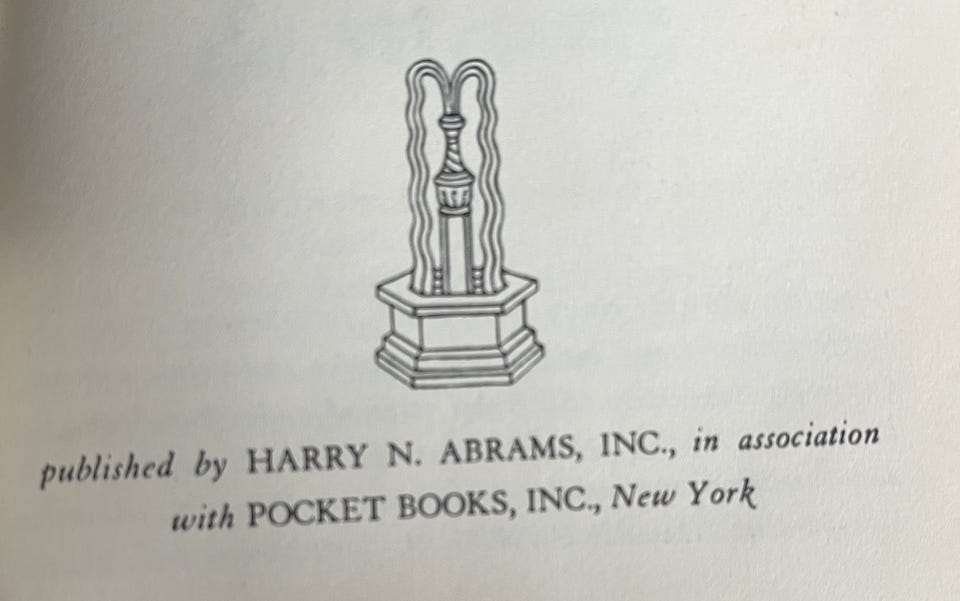 published by HARRY N. ABRAMS, INC., in association
with POCKET BOOKS, INC., New York